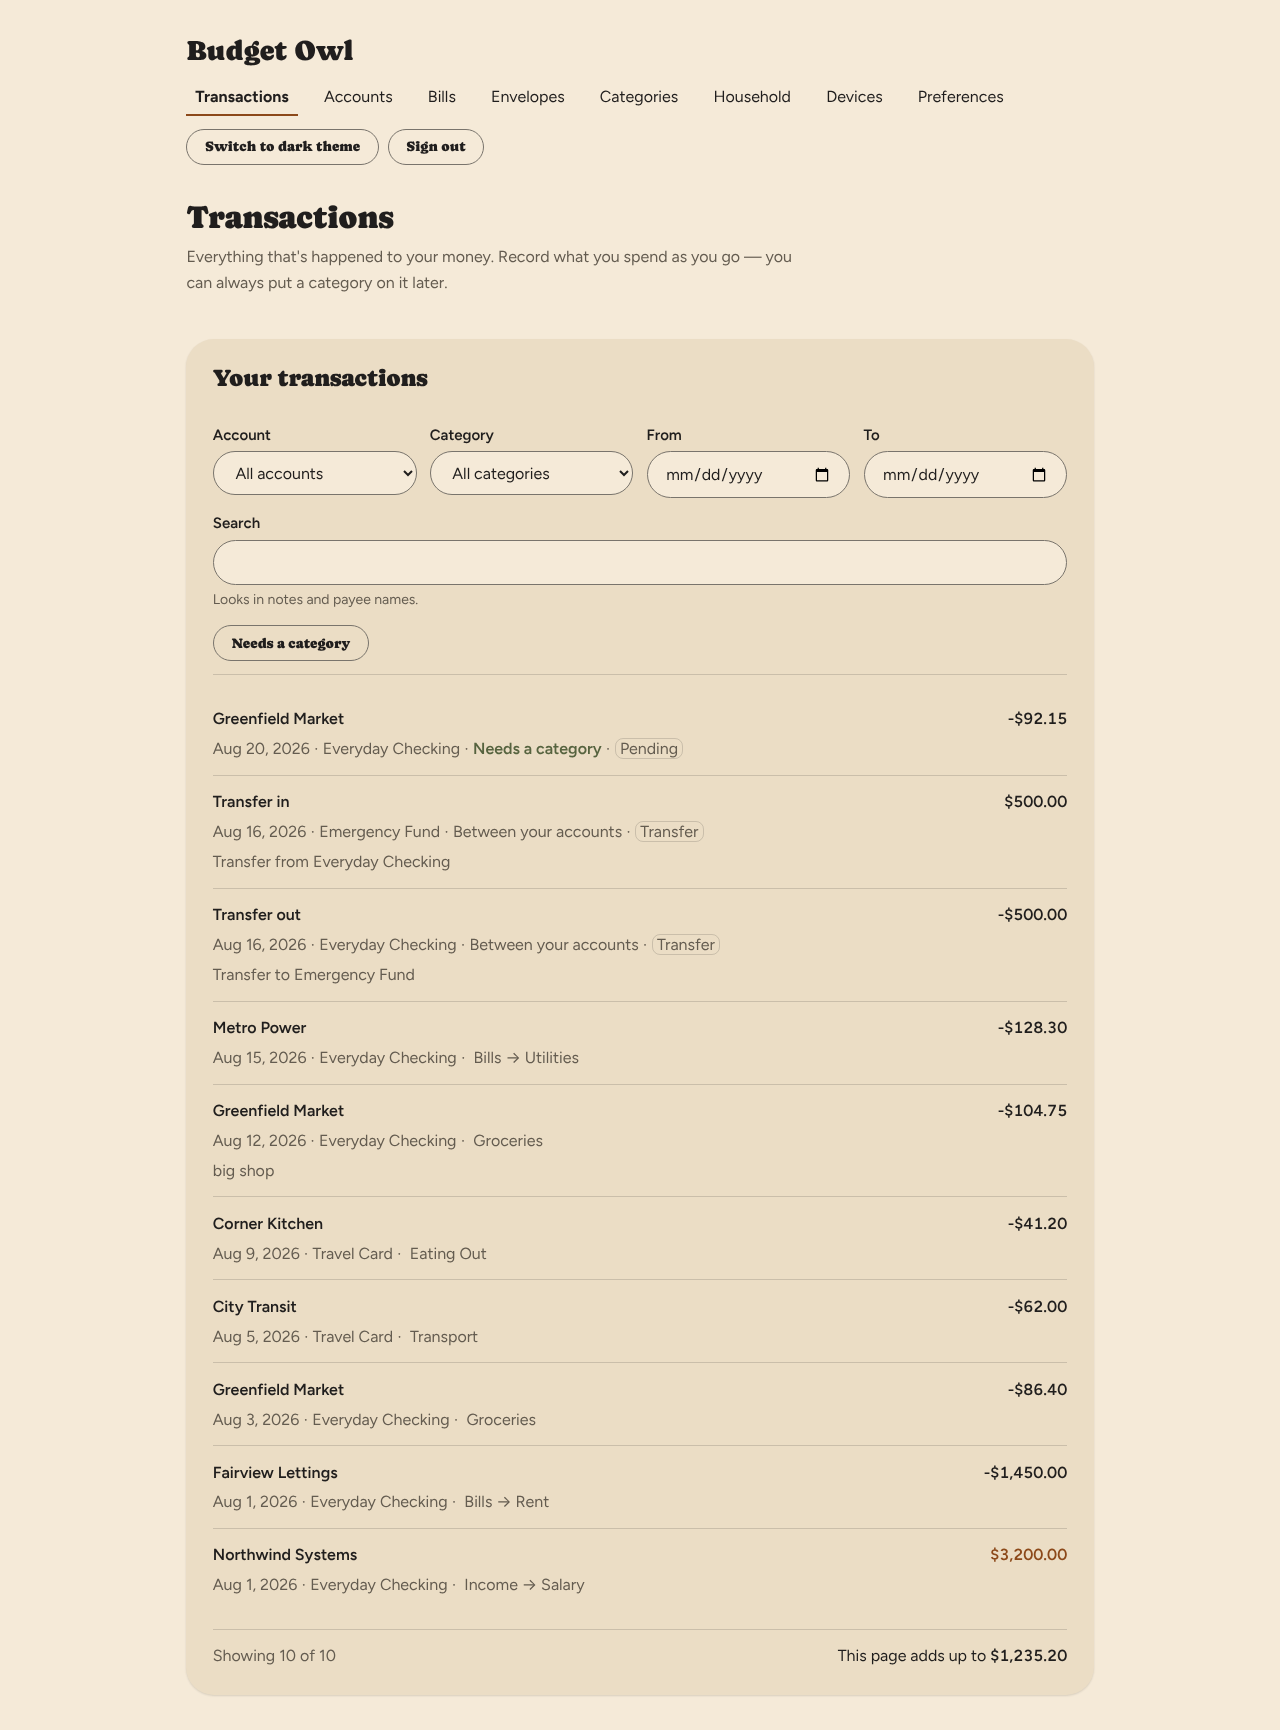 Budget Owl
Transactions Accounts Bills Envelopes Categories Household Devices Preferences
Switch to dark theme Sign out
Transactions
Everything that's happened to your money. Record what you spend as you go — you
can always put a category on it later.
Your transactions
Account Category From To
All accounts All categories mm/dd/yyyy mm/dd/yyyy
Search
Looks in notes and payee names.
Needs a category
Greenfield Market -$92.15
Aug 20, 2026 · Everyday Checking · Needs a category · Pending
Transfer in $500.00
Aug 16, 2026 · Emergency Fund · Between your accounts · Transfer
Transfer from Everyday Checking
Transfer out -$500.00
Aug 16, 2026 · Everyday Checking · Between your accounts · Transfer
Transfer to Emergency Fund
Metro Power -$128.30
Aug 15, 2026 · Everyday Checking · Bills → Utilities
Greenfield Market -$104.75
Aug 12, 2026 · Everyday Checking · Groceries
big shop
Corner Kitchen -$41.20
Aug 9, 2026 · Travel Card · Eating Out
City Transit -$62.00
Aug 5, 2026 · Travel Card · Transport
Greenfield Market -$86.40
Aug 3, 2026 · Everyday Checking · Groceries
Fairview Lettings -$1,450.00
Aug 1, 2026 · Everyday Checking · Bills → Rent
Northwind Systems $3,200.00
Aug 1, 2026 · Everyday Checking · Income → Salary
Showing 10 of 10 This page adds up to $1,235.20